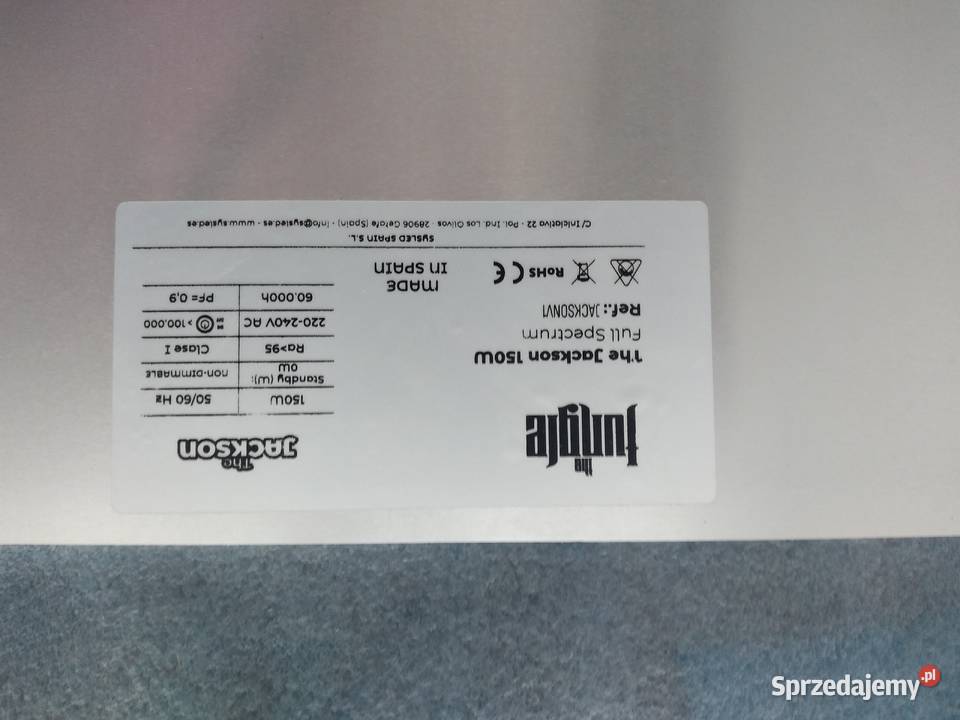 the
Jungle
The
Jackson
The Jackson 150W
Full Spectrum
Ref.: JACKSONV1
RoHS CE
MADE
IN SPAIN
150W 50/60 Hz
Standby (W):
0W
non-DIMMABLE
Ra>95 Clase I
220-240V AC >100.000
60.000h PF= 0,9
SYSLED SPAIN S.L.
C/ Iniciativa 22 - Pol. Ind. Los Olivos - 28906 Getafe (Spain) - info@sysled.es - www.sysled.es
Sprzedajemy.pl